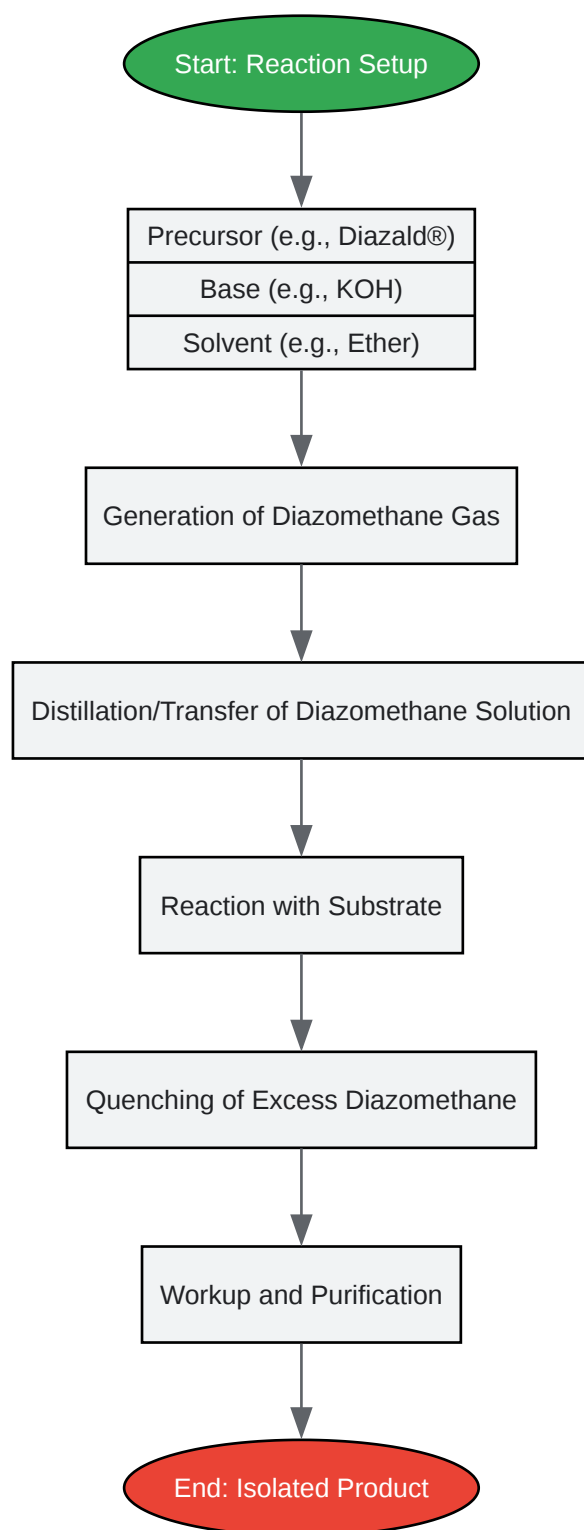 Start: Reaction Setup
Precursor (e.g., Diazald®)
Base (e.g., KOH)
Solvent (e.g., Ether)
Generation of Diazomethane Gas
Distillation/Transfer of Diazomethane Solution
Reaction with Substrate
Quenching of Excess Diazomethane
Workup and Purification
End: Isolated Product